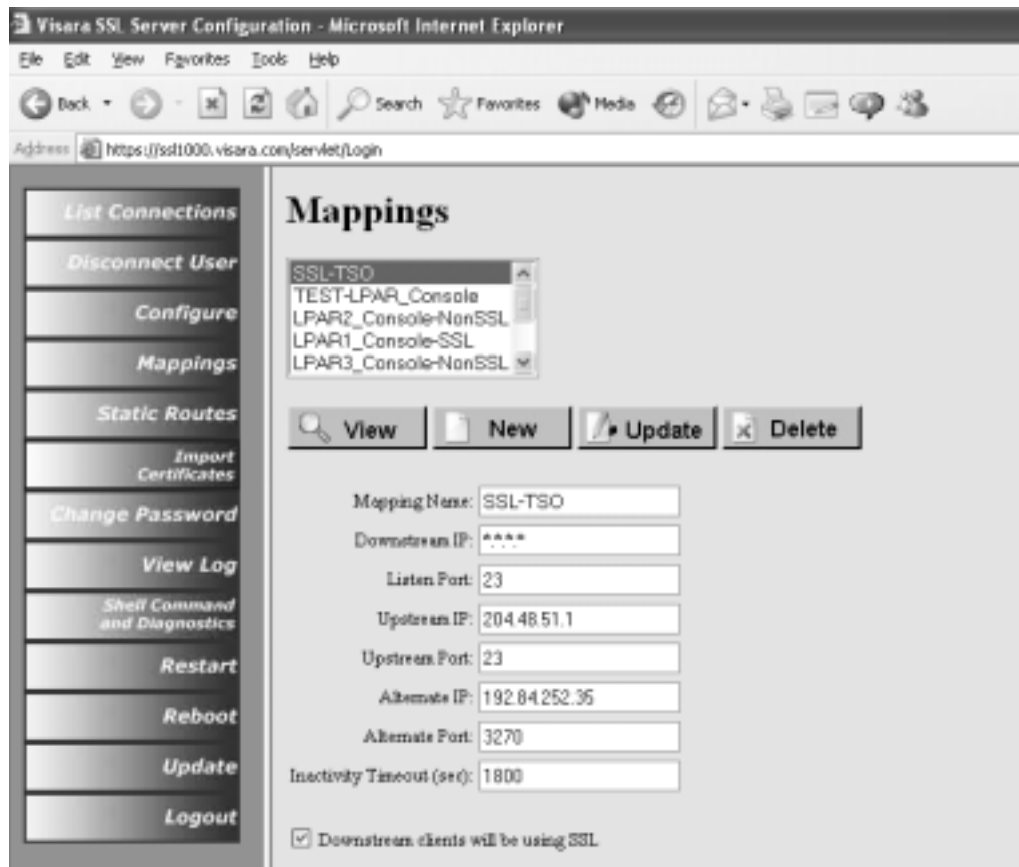 Visara SSL Server Configuration - Microsoft Internet Explorer
File Edit View Favorites Tools Help
Back Search Favorites Media
Address https://ssl1000.visara.com/servlet/Login
List Connections
Disconnect User
Configure
Mappings
Static Routes
Import
Certificates
Change Password
View Log
Shell Command
and Diagnostics
Restart
Reboot
Update
Logout
Mappings
SSL-TSO
TEST-LPAR_Console
LPAR2_Console-NonSSL
LPAR1_Console-SSL
LPAR3_Console-NonSSL
View New Update Delete
Mapping Name: SSL-TSO
Downstream IP: *.*.*.*
Listen Port: 23
Upstream IP: 204.48.51.1
Upstream Port: 23
Alternate IP: 192.84.252.35
Alternate Port: 3270
Inactivity Timeout (sec): 1800
Downstream clients will be using SSL